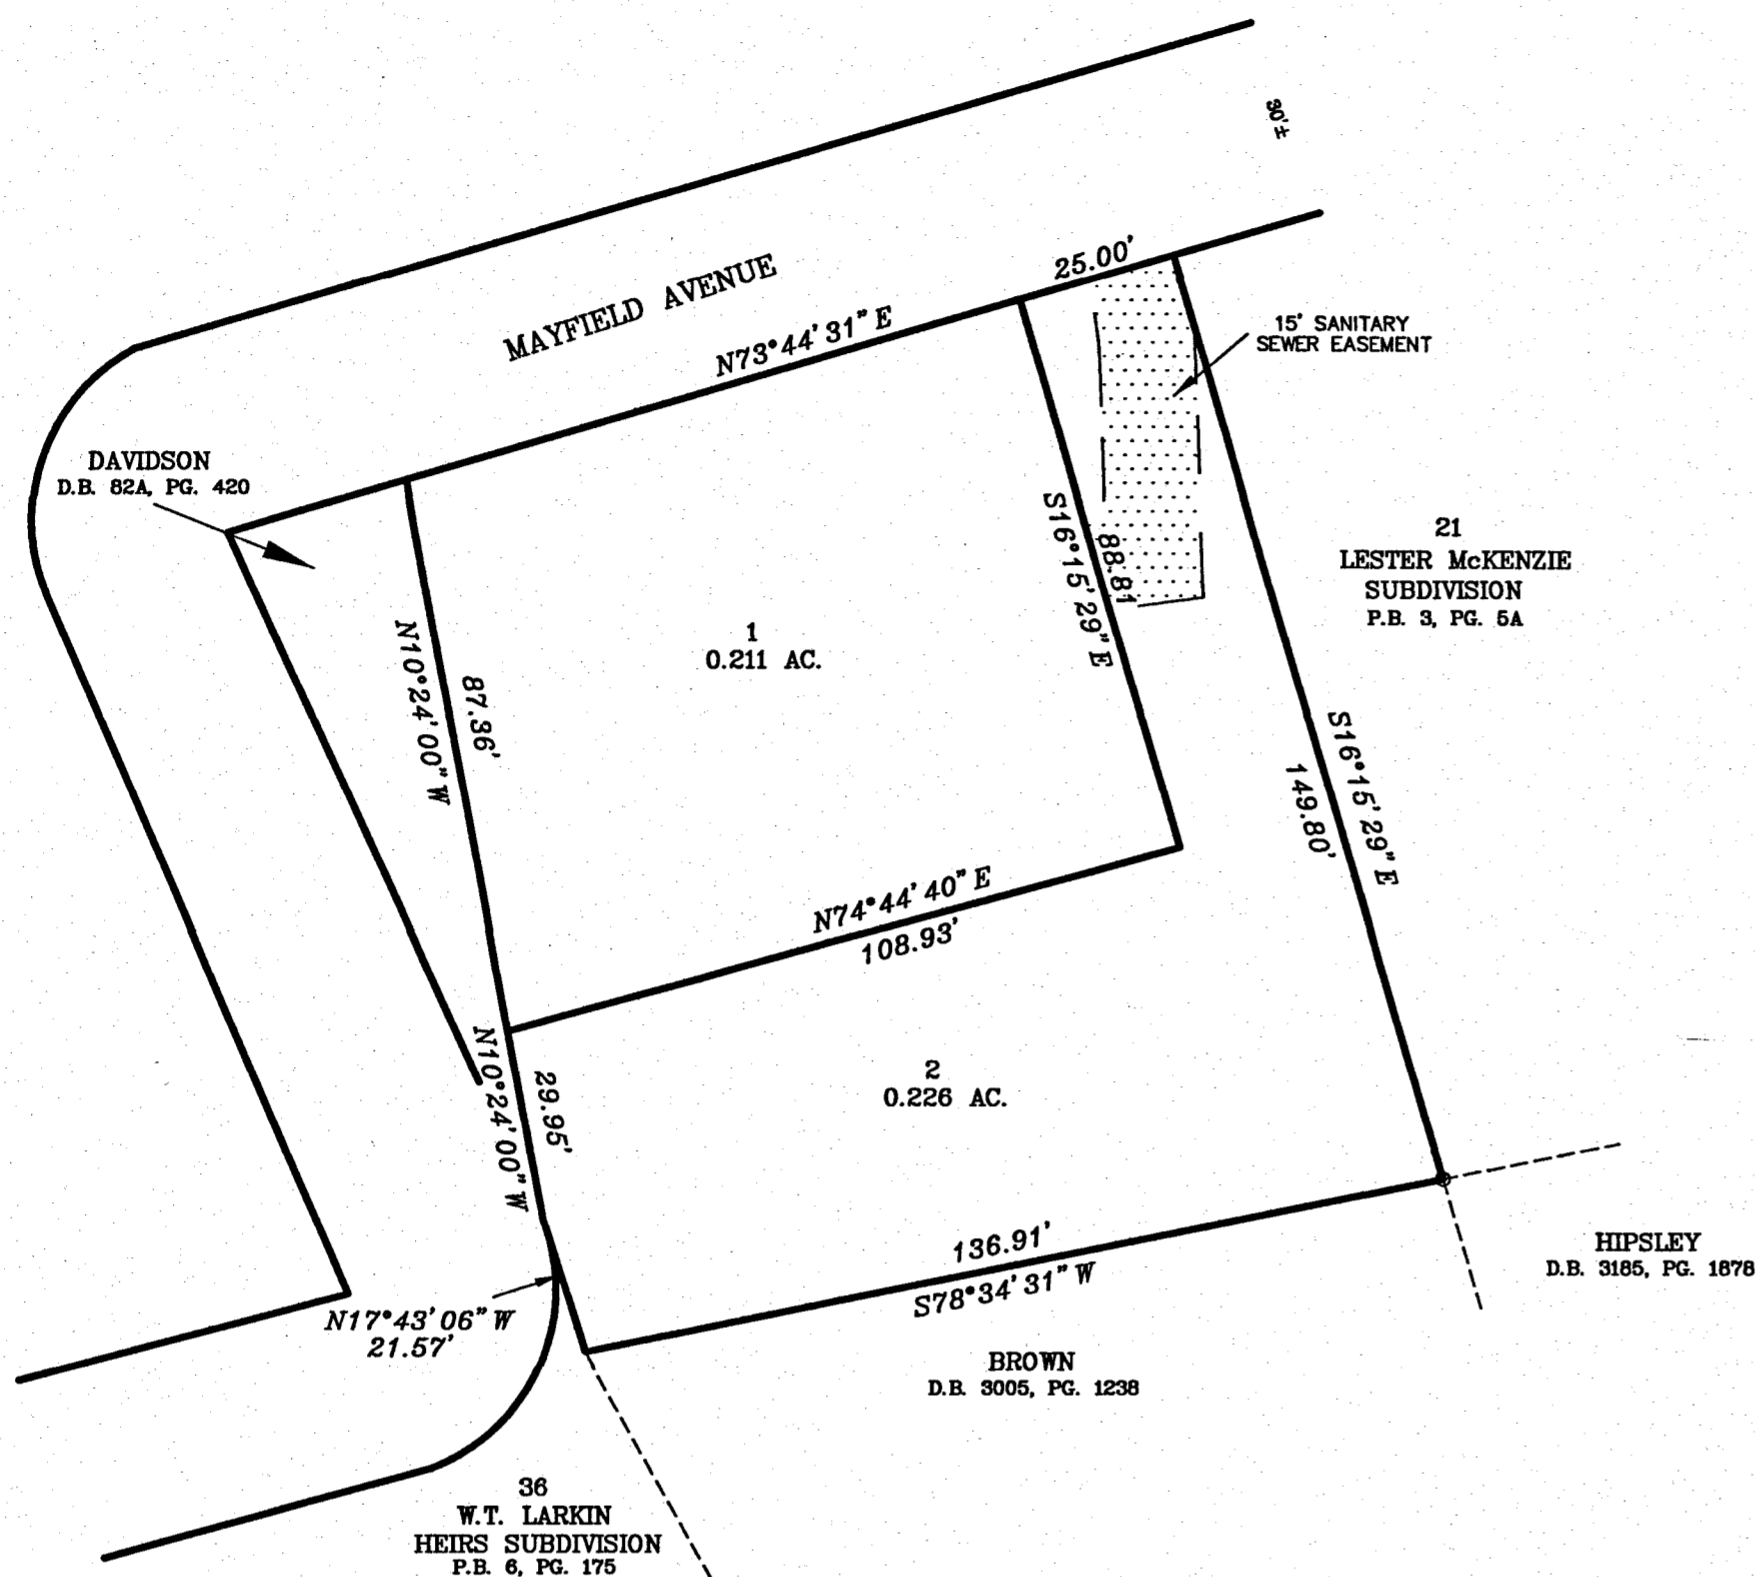 30'±
25.00'
MAYFIELD AVENUE
N73°44'31" E
15' SANITARY
SEWER EASEMENT
DAVIDSON
D.B. 82A, PG. 420
S16°15'29" E
88.81
21
LESTER McKENZIE
SUBDIVISION
P.B. 3, PG. 5A
1
0.211 AC.
N10°24'00" W
87.36'
S16°15'29" E
149.80'
N74°44'40" E
108.93'
N10°24'00" W
29.95'
2
0.226 AC.
136.91'
S78°34'31" W
HIPSLEY
D.B. 3185, PG. 1878
N17°43'06" W
21.57'
BROWN
D.B. 3005, PG. 1238
36
W.T. LARKIN
HEIRS SUBDIVISION
P.B. 6, PG. 175